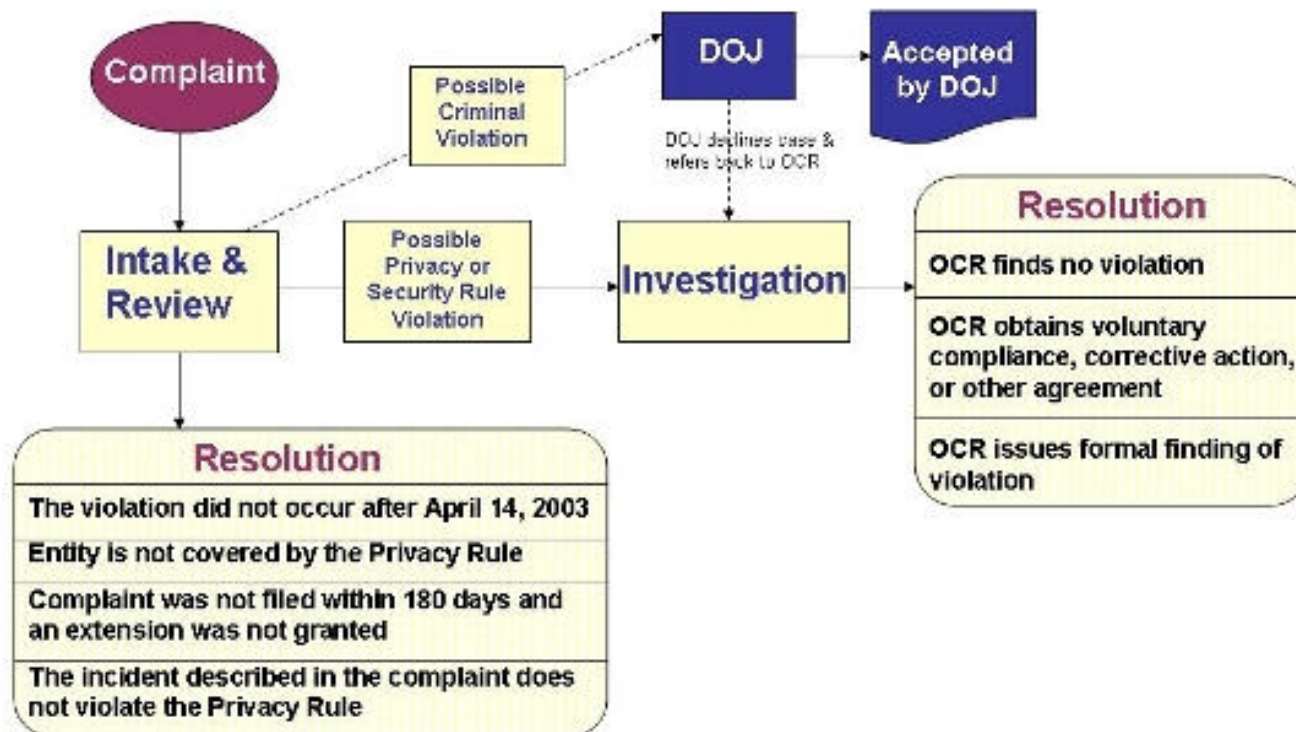 Complaint
Possible
Criminal
Violation
DOJ
Accepted
by DOJ
DOJ declines case &
refers back to OCR
Intake &
Review
Possible
Privacy or
Security Rule
Violation
Investigation
Resolution
OCR finds no violation
OCR obtains voluntary
compliance, corrective action,
or other agreement
OCR issues formal finding of
violation
Resolution
The violation did not occur after April 14, 2003
Entity is not covered by the Privacy Rule
Complaint was not filed within 180 days and
an extension was not granted
The incident described in the complaint does
not violate the Privacy Rule